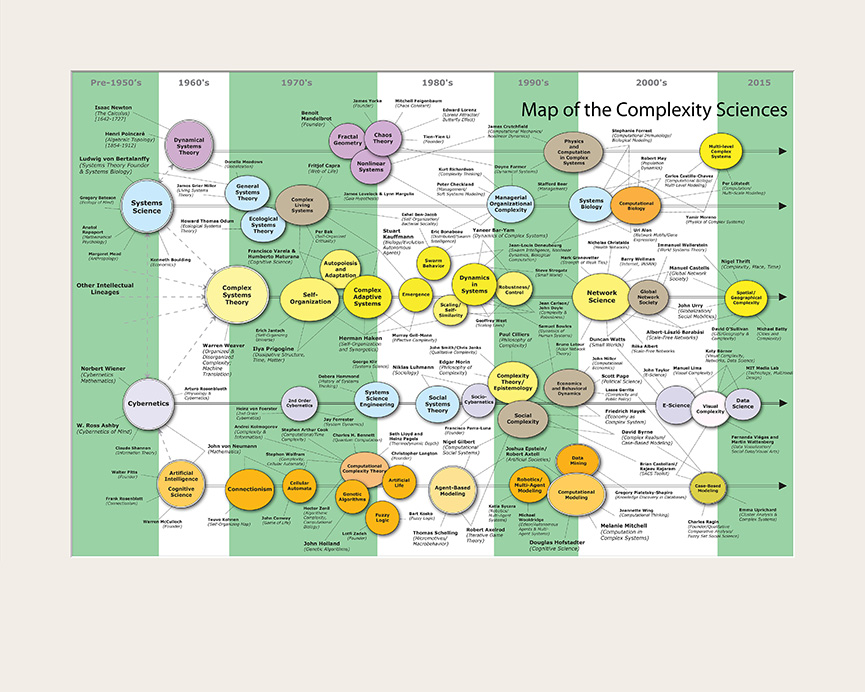 Pre-1950's
1960's
1970's
1980's
1990's
2000's
2015
Map of the Complexity Sciences
Isaac Newton
(The Calculus)
[1642-1727]
Henri Poincaré
(Algebraic Topology)
(1854-1912)
Ludwig von Bertalanffy
(Systems Theory Founder
& Systems Biology)
Gregory Bateson
(Ecology of Mind)
Anatol
Rapoport
(Mathematical
Psychology)
Margaret Mead
(Anthropology)
Other Intellectual
Lineages
Norbert Wiener
(Cybernetics
Mathematics)
W. Ross Ashby
(Cybernetics of Mind)
Claude Shannon
(Information Theory)
Walter Pitts
(Founder)
Frank Rosenblatt
(Connectionism)
Warren McCulloch
(Founder)
Dynamical
Systems
Theory
Systems
Science
James Grier Miller
(Living Systems
Theory)
Howard Thomas Odum
(Ecological Systems
Theory)
Kenneth Boulding
(Economics)
Complex
Systems
Theory
Warren Weaver
(Organized &
Disorganized
Complexity/
Machine
Translation)
Cybernetics
Arturo Rosenblueth
(Physiology &
Cybernetics)
Artificial
Intelligence
&
Cognitive
Science
John von Neumann
(Mathematics)
Teuvo Kohonen
(Self-Organizing Map)
Donella Meadows
General
Systems
Theory
Ecological
Systems
Theory
Complex
Living
Systems
Benoit
Mandelbrot
(Founder)
Fritjof Capra
(Web of Life)
James Yorke
(Founder)
Mitchell Feigenbaum
(Chaos Constant)
Edward Lorenz
(Lorenz Attractor/
Butterfly Effect)
Tien-Yien Li
(Founder)
Fractal
Geometry
Chaos
Theory
Nonlinear
Systems
James Lovelock & Lynn Margulis
(Gaia Hypothesis)
Per Bak
(Self-Organized
Criticality)
Francisco Varela &
Humberto Maturana
(Cognitive Science)
Autopoiesis
and
Adaptation
Self-
Organization
Complex
Adaptive
Systems
Erich Jantsch
(Self-Organizing
Universe)
Ilya Prigogine
(Dissipative Structure,
Time, Matter)
Herman Haken
(Self-Organization
and Synergetics)
Kurt Richardson
(Complexity Thinking)
Peter Checkland
(Management/
Soft Systems Modeling)
Eshel Ben-Jacob
(Self-Organization/
Bacterial Society)
Stuart
Kauffman
(Biology/Evolution
Autonomous
Agents)
Eric Bonabeau
(Distributed/Swarm
Intelligence)
Yaneer Bar-Yam
(Dynamics of Complex Systems)
Swarm
Behavior
Emergence
Scaling/
Self-
Similarity
Dynamics
in
Systems
Robustness/
Control
Murray Gell-Mann
(Effective Complexity)
Geoffrey West
(Scaling Laws)
James Crutchfield
(Computational Mechanics/
Nonlinear Dynamics)
Doyne Farmer
(Dynamical Systems)
Stafford Beer
(Management)
Managerial
Organizational
Complexity
Physics
and
Computation
in Complex
Systems
Stephanie Forrest
(Computational Immunology/
Biological Modeling)
Robert May
(Population
Dynamics)
Carlos Castillo-Chavez
(Computational Biology/
Multi Level Modeling)
Multi-level
Complex
Systems
Per Lötstedt
(Computation/
Multivariate Modeling)
Systems
Biology
Computational
Biology
Yamir Moreno
(Physics of Complex Systems)
Uri Alon
(Network Motifs/Gene
Expression)
Nicholas Christakis
(Health Networks)
Immanuel Wallerstein
(World Systems Theory)
Jean-Louis Deneubourg
(Swarm Intelligence, Nonlinear
Dynamics, Biological
Computation)
Mark Granovetter
(Strength of Weak Ties)
Barry Wellman
(Internet, INSNA)
Steve Strogatz
(Small Worlds)
Manuel Castells
(Global Network
Society)
Nigel Thrift
(Complexity, Place, Time)
Network
Science
Global
Network
Society
Spatial/
Geographical
Complexity
John Urry
(Globalization/
Social Mobilities)
Jean Carlson/
John Doyle
(Complexity &
Robustness)
Samuel Bowles
(Dynamics of
Human Systems)
Albert-László Barabási
(Scale-Free Networks)
Duncan Watts
(Small Worlds)
Réka Albert
(Scale-Free Networks)
David O'Sullivan
(Geography &
Complexity)
Michael Batty
(Cities and
Complexity)
Paul Cilliers
(Philosophy of
Complexity)
Bruno Latour
(Actor Network
Theory)
John Miller
(Computational
Economics)
Katy Börner
(Visual Complexity,
Networks, Data Science)
John Taylor
(E-Science)
Manuel Lima
(Visual Complexity)
MIT Media Lab
George Klir
(Systems Science)
John Smith/Chris Jenks
(Qualitative Complexity)
Edgar Morin
(Philosophy of
Complexity)
Debora Hammond
(History of Systems
Thinking)
Niklas Luhmann
(Sociology)
2nd Order
Cybernetics
Systems
Science
Engineering
Social
Systems
Theory
Socio-
Cybernetics
Complexity
Theory/
Epistemology
Economics
and Behavioral
Dynamics
Social
Complexity
Scott Page
(Political Science)
Lasse Gerrits
(Complexity and
Public Policy)
Friedrich Hayek
(Economy as
Complex System)
David Byrne
(Complex Realism/
Case-Based Modeling)
E-Science
Visual
Complexity
Data
Science
Fernanda Viégas and
Martin Wattenberg
(Data Visualization/
Social Data/Visual Arts)
Heinz von Foerster
(2nd Order
Cybernetics)
Jay Forrester
(System Dynamics)
Andrei Kolmogorov
(Complexity &
Information)
Stephen Arthur Cook
(Computational/Time
Complexity)
Charles H. Bennett
(Quantum Computation)
Francisco Parra-Luna
(Founder)
Seth Lloyd and
Heinz Pagels
(Thermodynamic Depth)
Nigel Gilbert
(Computational
Social Systems)
Stephen Wolfram
(Complexity/
Cellular Automata)
Christopher Langton
(Founder)
Joshua Epstein/
Robert Axtell
(Artificial Societies)
Brian Castellani/
Rajeev Rajaram
(SACS Toolkit)
Connectionism
Cellular
Automata
Computational
Complexity Theory
Genetic
Algorithms
Artificial
Life
Fuzzy
Logic
Agent-Based
Modeling
Robotics/
Multi-Agent
Modeling
Data
Mining
Computational
Modeling
Case-Based
Modeling
John Conway
(Game of Life)
Hector Zenil
(Algorithmic
Complexity,
Computational
Biology)
Lotfi Zadeh
(Founder)
John Holland
(Genetic Algorithms)
Bart Kosko
(Fuzzy Logic)
Thomas Schelling
(Micromotives/
Macrobehavior)
Robert Axelrod
(Iterative Game
Theory)
Katia Sycara
(Robotics/
Multi-Agent
Systems)
Michael
Wooldridge
Douglas Hofstadter
(Cognitive Science)
Gregory Piatetsky-Shapiro
(Knowledge Discovery in Databases)
Jeannette Wing
(Computational Thinking)
Melanie Mitchell
(Computation in
Complex Systems)
Charles Ragin
(Founder/Qualitative
Comparative Analysis/
Fuzzy Set Social Science)
Emma Uprichard
(Cluster Analysis &
Complex Systems)